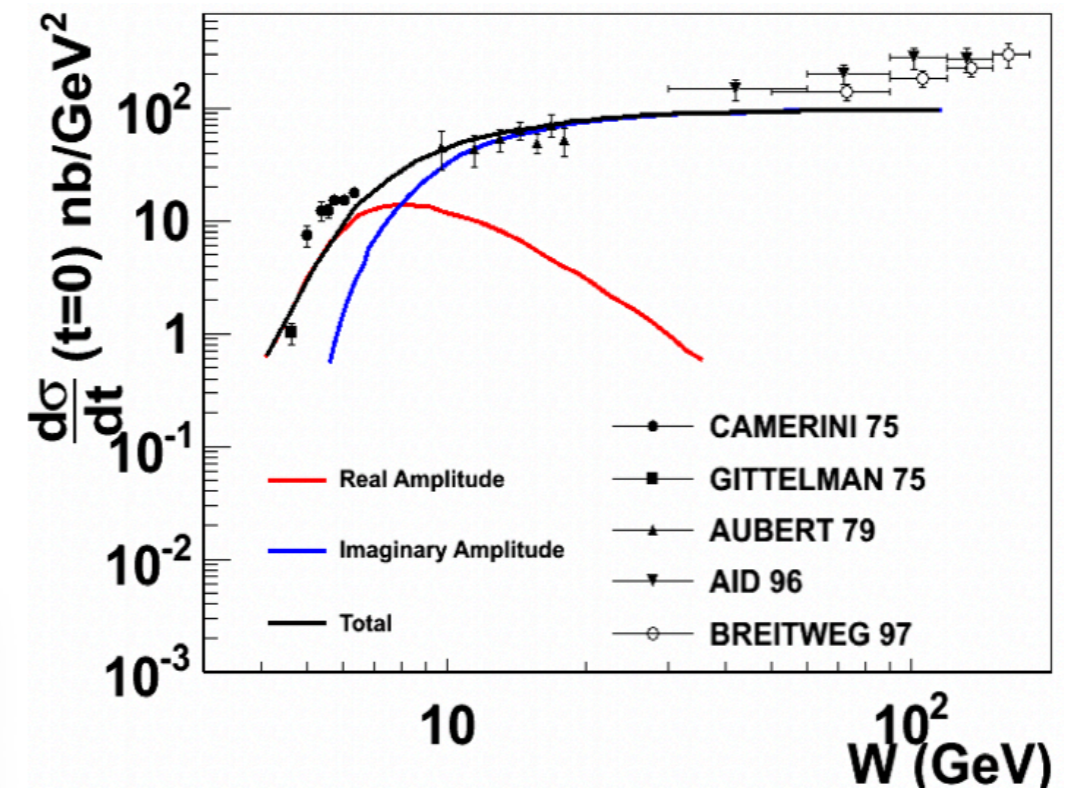 dσ/dt (t=0) nb/GeV²
10²
10
1
10⁻¹
10⁻²
10⁻³
Real Amplitude
Imaginary Amplitude
Total
CAMERINI 75
GITTELMAN 75
AUBERT 79
AID 96
BREITWEG 97
10
10²
W (GeV)